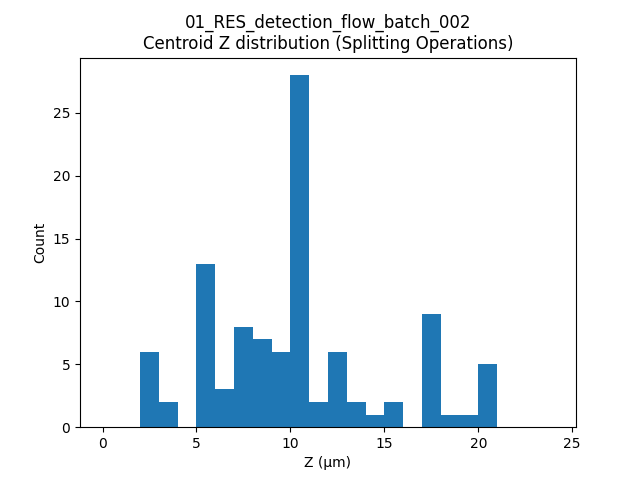 01_RES_detection_flow_batch_002
Centroid Z distribution (Splitting Operations)
25
20
15
10
5
0
Count
0 5 10 15 20 25
Z (µm)